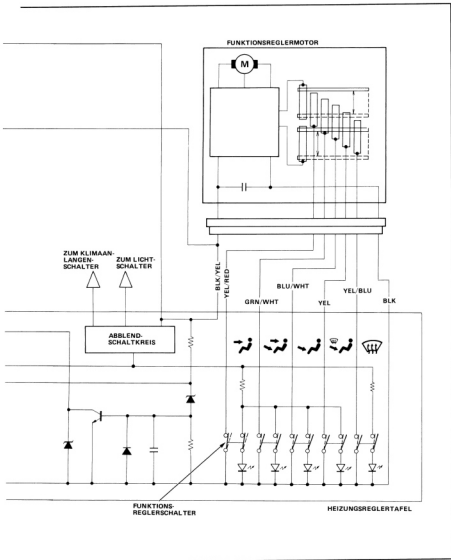 FUNKTIONSREGLERMOTOR
M
ZUM KLIMAAN-
LANGEN-
SCHALTER
ZUM LICHT-
SCHALTER
BLK/YEL
YEL/RED
GRN/WHT
BLU/WHT
YEL
YEL/BLU
BLK
ABBLEND-
SCHALTKREIS
FUNKTIONS-
REGLERSCHALTER
HEIZUNGSREGLERTAFEL